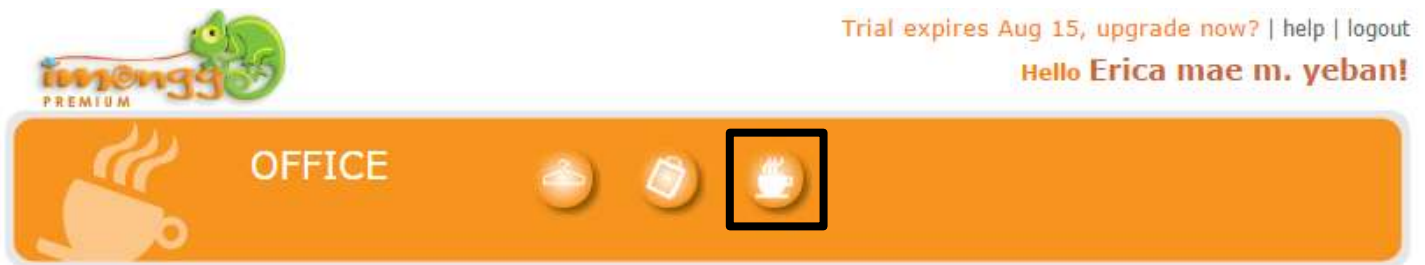 Trial expires Aug 15, upgrade now? | help | logout
imongg
PREMIUM
Hello Erica mae m. yeban!
OFFICE